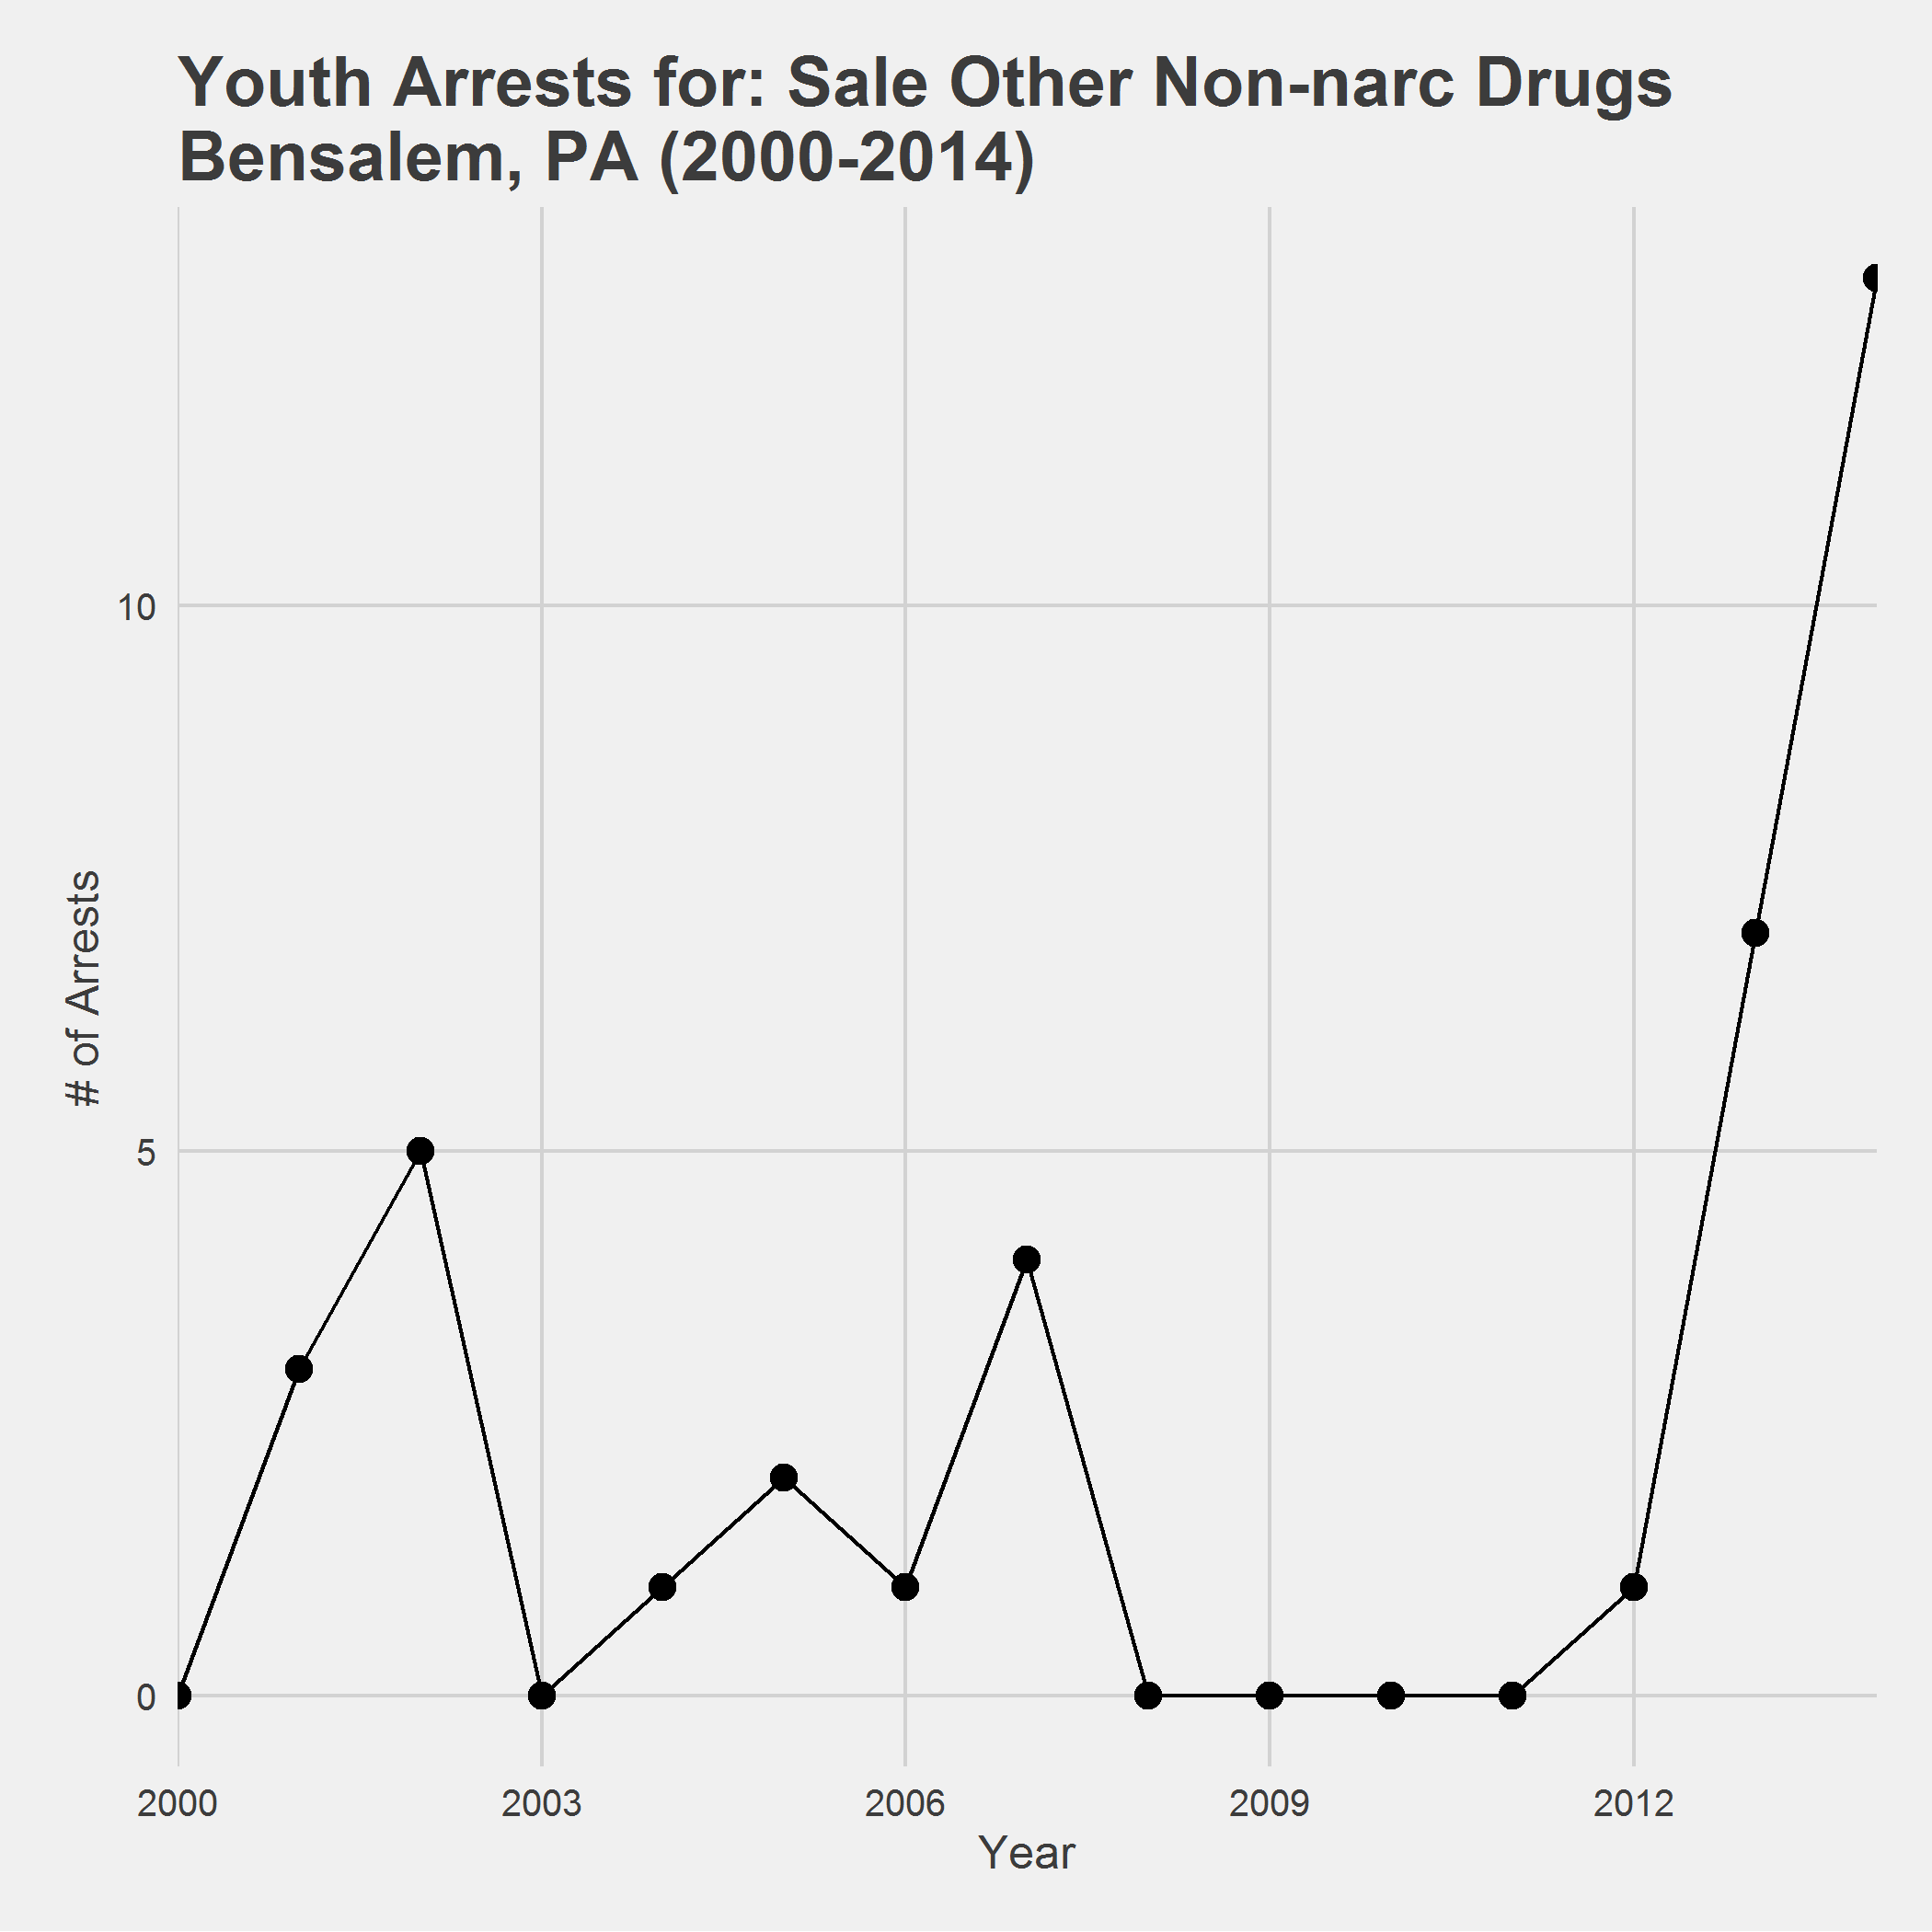 Youth Arrests for: Sale Other Non-narc Drugs
Bensalem, PA (2000-2014)
# of Arrests
10
5
0
2000 2003 2006 2009 2012
Year